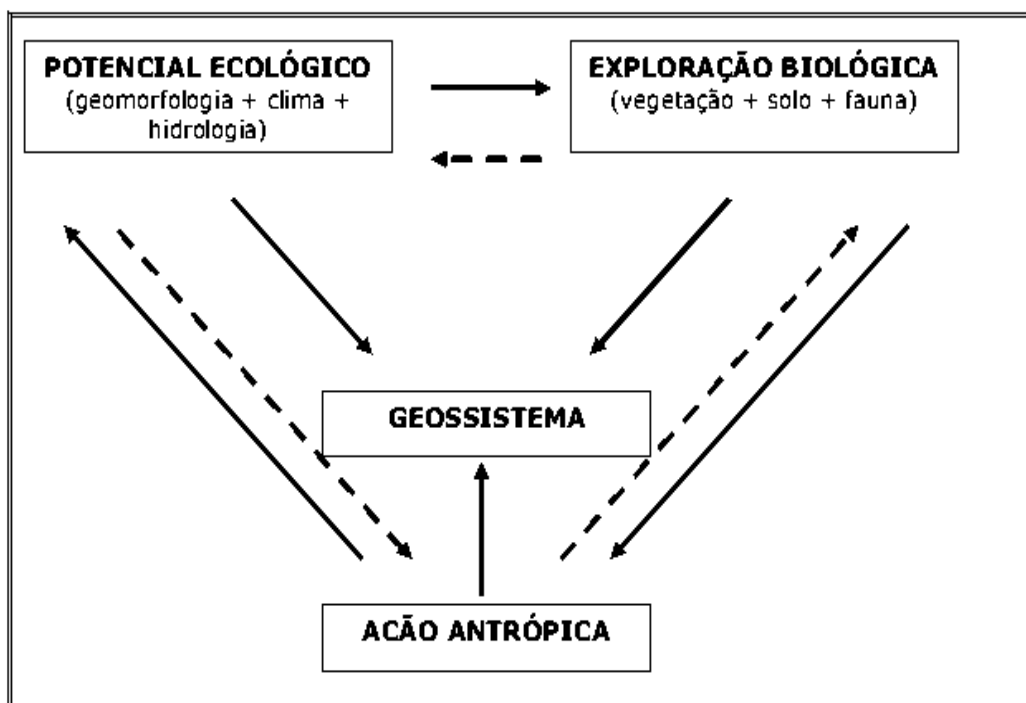 POTENCIAL ECOLÓGICO
(geomorfologia + clima +
hidrologia)
EXPLORAÇÃO BIOLÓGICA
(vegetação + solo + fauna)
GEOSSISTEMA
ACÃO ANTRÓPICA